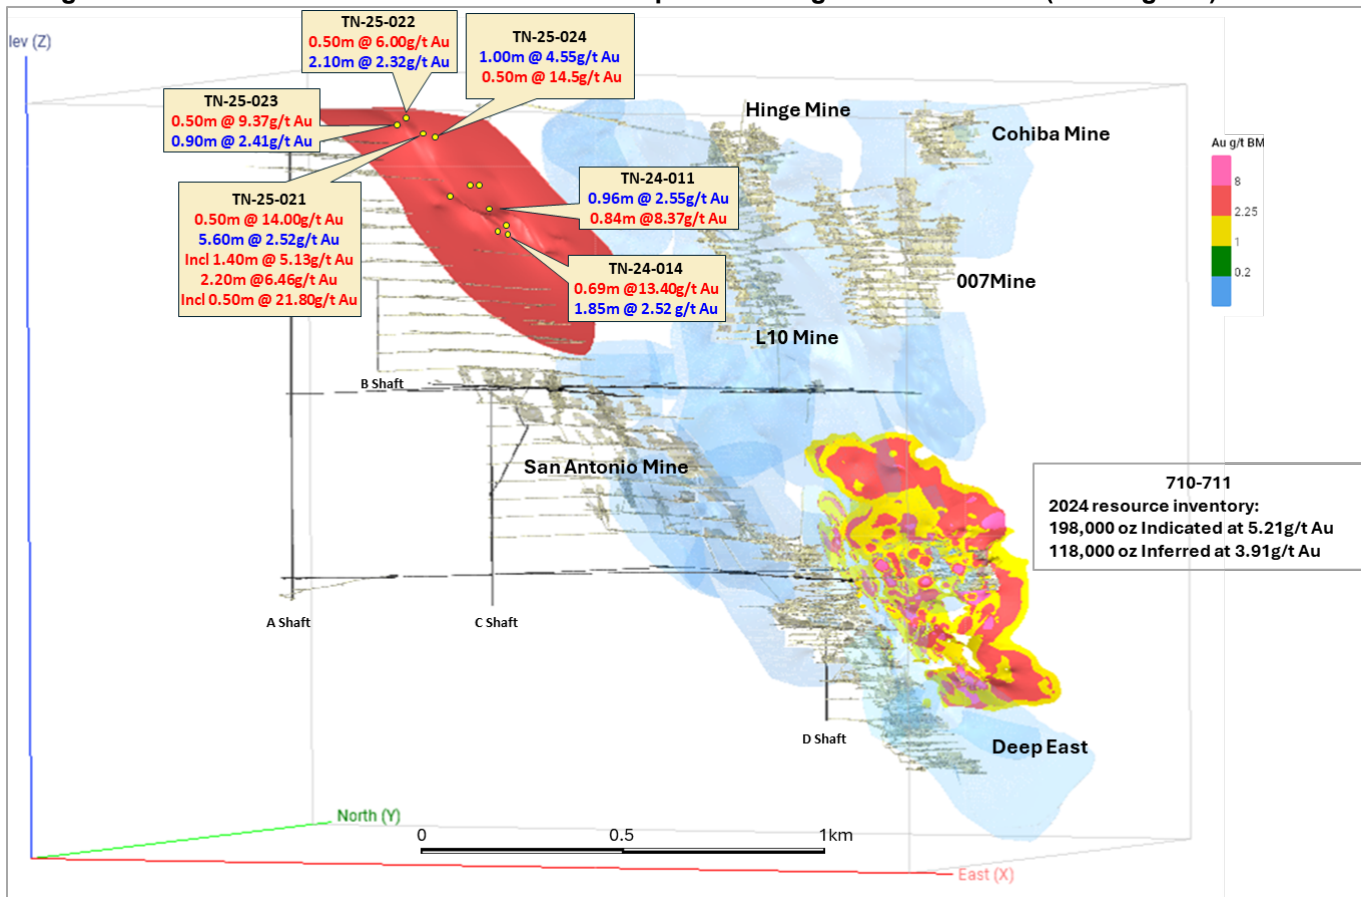 lev (Z)
TN-25-022
0.50m @ 6.00g/t Au
2.10m @ 2.32g/t Au
TN-25-024
1.00m @ 4.55g/t Au
0.50m @ 14.5g/t Au
TN-25-023
0.50m @ 9.37g/t Au
0.90m @ 2.41g/t Au
TN-25-021
0.50m @ 14.00g/t Au
5.60m @ 2.52g/t Au
Incl 1.40m @ 5.13g/t Au
2.20m @6.46g/t Au
Incl 0.50m @ 21.80g/t Au
TN-24-011
0.96m @ 2.55g/t Au
0.84m @8.37g/t Au
TN-24-014
0.69m @13.40g/t Au
1.85m @ 2.52 g/t Au
Hinge Mine
Cohiba Mine
007Mine
L10 Mine
Au g/t BM
8
2.25
1
0.2
B Shaft
San Antonio Mine
710-711
2024 resource inventory:
198,000 oz Indicated at 5.21g/t Au
118,000 oz Inferred at 3.91g/t Au
A Shaft
C Shaft
D Shaft
Deep East
North (Y)
0 0.5 1km
East (X)